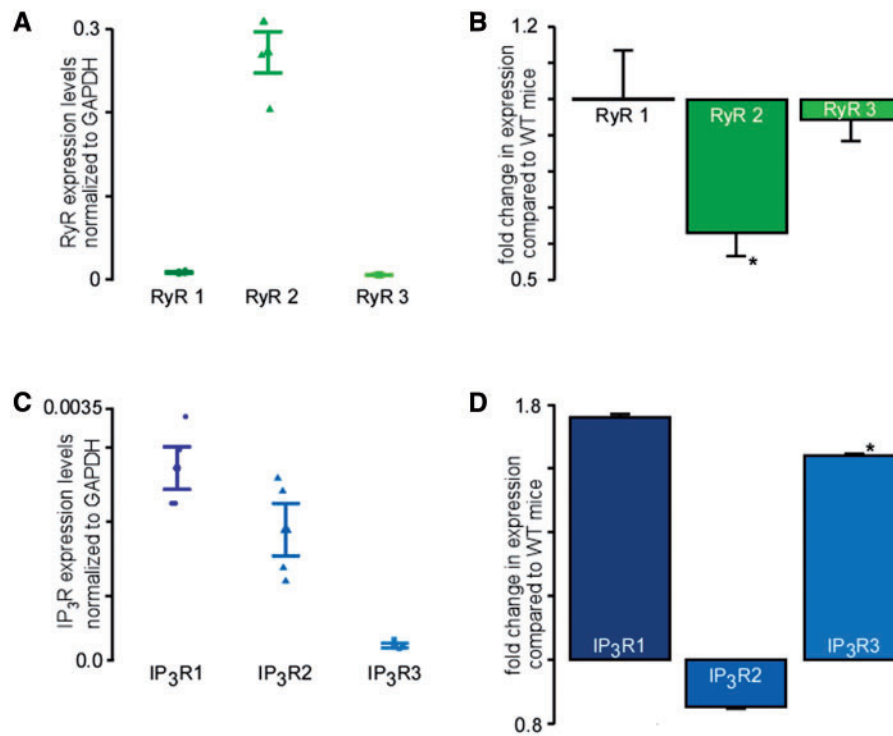 A
RyR expression levels
normalized to GAPDH
0.3
0
RyR 1
RyR 2
RyR 3
B
fold change in expression
compared to WT mice
1.2
0.5
RyR 1
RyR 2
RyR 3
*
C
IP₃R expression levels
normalized to GAPDH
0.0035
0.0
IP₃R1
IP₃R2
IP₃R3
D
fold change in expression
compared to WT mice
1.8
0.8
IP₃R1
IP₃R2
IP₃R3
*